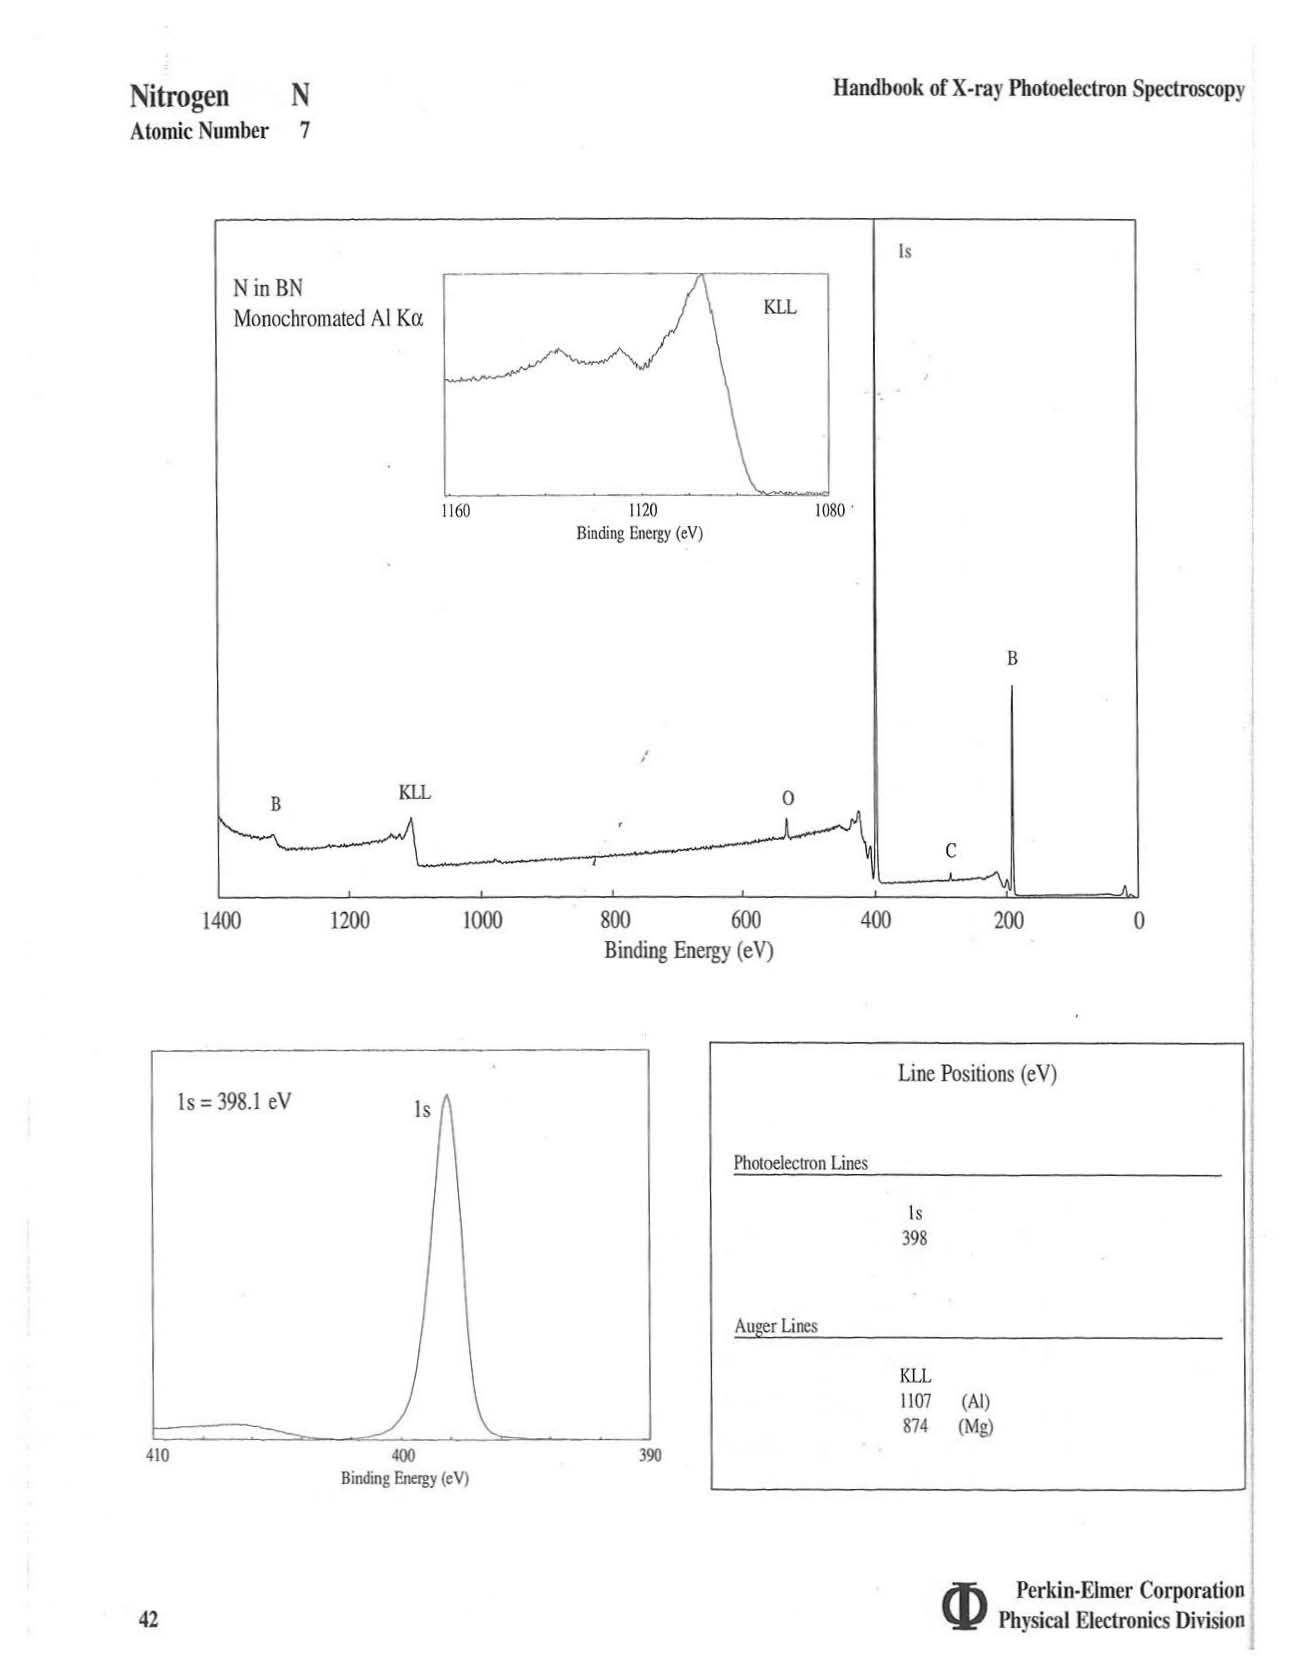 Nitrogen N
Handbook of X-ray Photoelectron Spectroscopy
Atomic Number 7
1s
N in BN
Monochromated Al Kα
KLL
1160 1120 1080
Binding Energy (eV)
B
B
KLL
O
C
1400 1200 1000 800 600 400 200 0
Binding Energy (eV)
1s = 398.1 eV
1s
410 400 390
Binding Energy (eV)
Line Positions (eV)
Photoelectron Lines
1s
398
Auger Lines
KLL
1107 (Al)
874 (Mg)
42
Perkin-Elmer Corporation
Physical Electronics Division